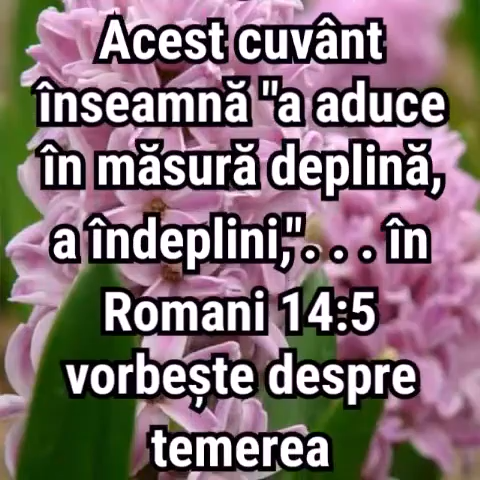 Acest cuvânt
înseamnă "a aduce
în măsură deplină,
a îndeplini,". . . în
Romani 14:5
vorbește despre
temerea